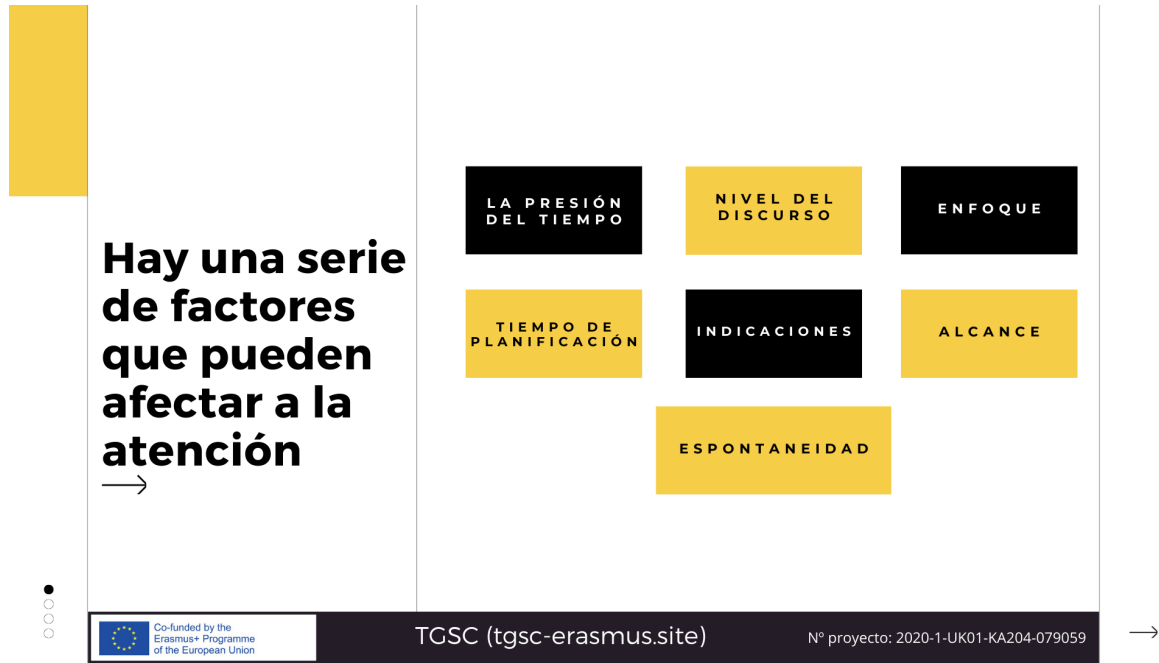 Hay una serie
de factores
que pueden
afectar a la
atención
LA PRESIÓN
DEL TIEMPO
NIVEL DEL
DISCURSO
ENFOQUE
TIEMPO DE
PLANIFICACIÓN
INDICACIONES
ALCANCE
ESPONTANEIDAD
Co-funded by the
Erasmus+ Programme
of the European Union
TGSC (tgsc-erasmus.site)
Nº proyecto: 2020-1-UK01-KA204-079059